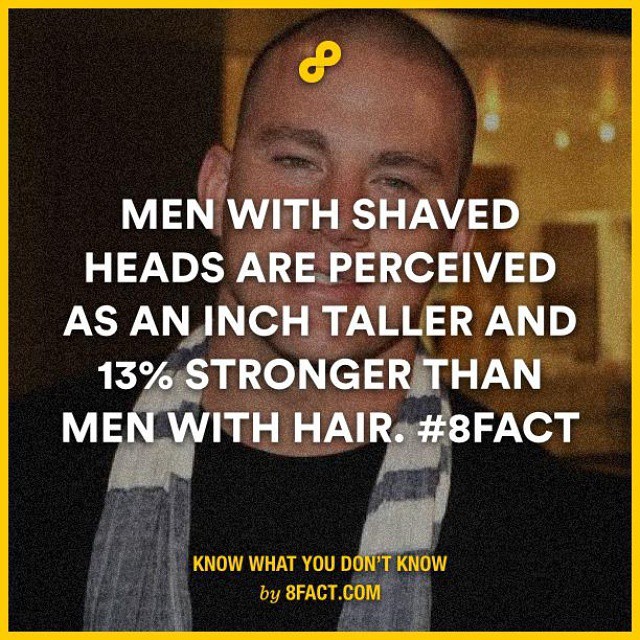 MEN WITH SHAVED
HEADS ARE PERCEIVED
AS AN INCH TALLER AND
13% STRONGER THAN
MEN WITH HAIR. #8FACT
KNOW WHAT YOU DON'T KNOW
by 8FACT.COM